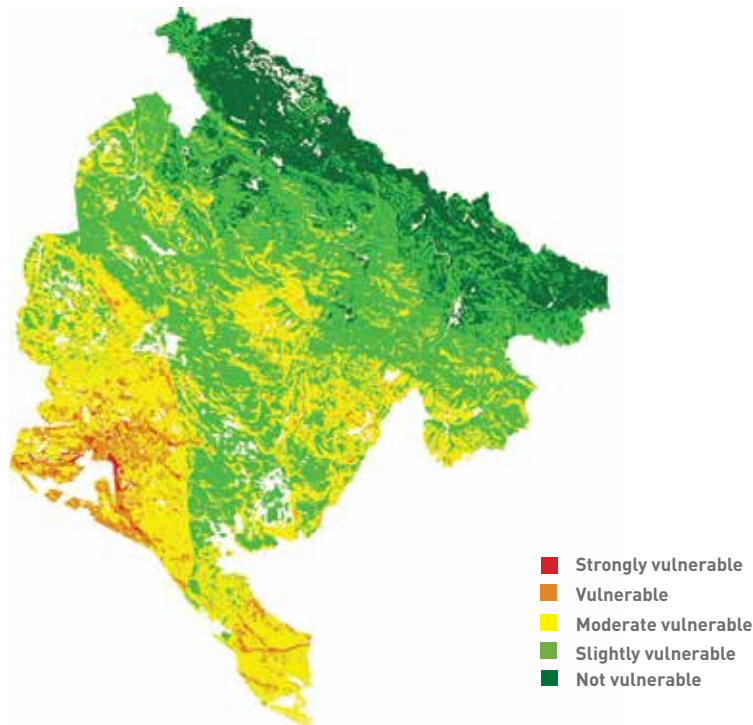 Strongly vulnerable
Vulnerable
Moderate vulnerable
Slightly vulnerable
Not vulnerable